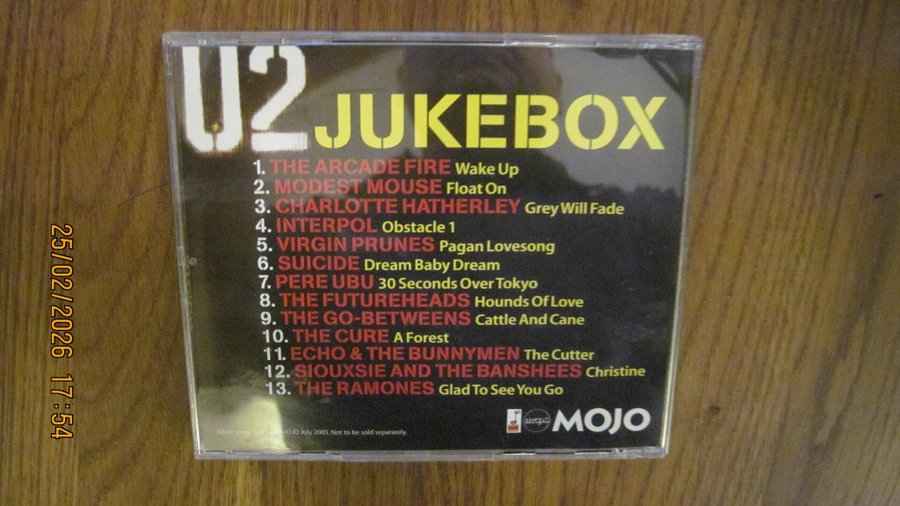 U2 JUKEBOX
1. THE ARCADE FIRE Wake Up
2. MODEST MOUSE Float On
3. CHARLOTTE HATHERLEY Grey Will Fade
4. INTERPOL Obstacle 1
5. VIRGIN PRUNES Pagan Lovesong
6. SUICIDE Dream Baby Dream
7. PERE UBU 30 Seconds Over Tokyo
8. THE FUTUREHEADS Hounds Of Love
9. THE GO-BETWEENS Cattle And Cane
10. THE CURE A Forest
11. ECHO & THE BUNNYMEN The Cutter
12. SIOUXSIE AND THE BANSHEES Christine
13. THE RAMONES Glad To See You Go
mcps MOJO
MOJO July 2005. Not to be sold separately.
25/02/2026 17:54